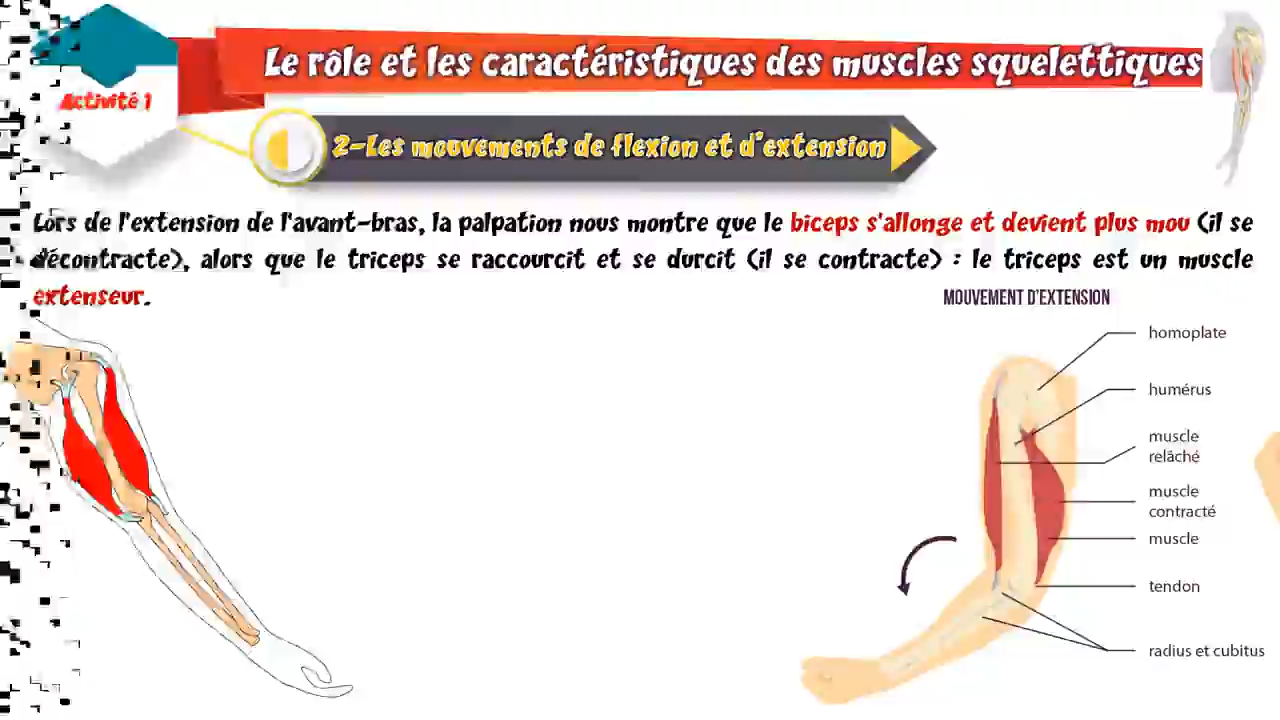 Le rôle et les caractéristiques des muscles squelettiques
Activité 1
2-Les mouvements de flexion et d'extension
Lors de l'extension de l'avant-bras, la palpation nous montre que le biceps s'allonge et devient plus mou (il se
décontracte), alors que le triceps se raccourcit et se durcit (il se contracte) : le triceps est un muscle
extenseur.
MOUVEMENT D'EXTENSION
homoplate
humérus
muscle
relâché
muscle
contracté
muscle
tendon
radius et cubitus